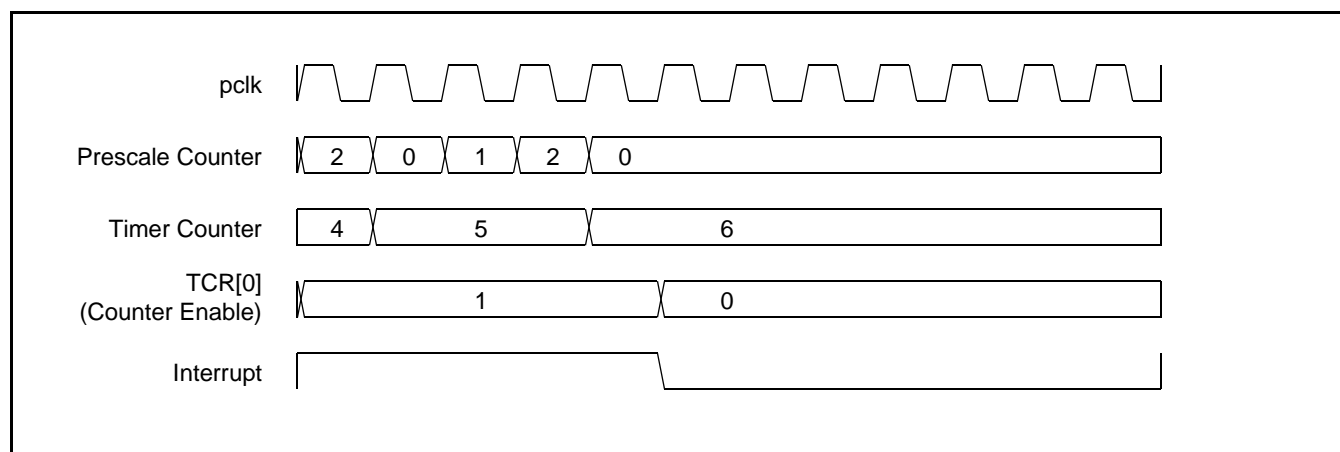 pclk
Prescale Counter 2 0 1 2 0
Timer Counter 4 5 6
TCR[0]
(Counter Enable) 1 0
Interrupt